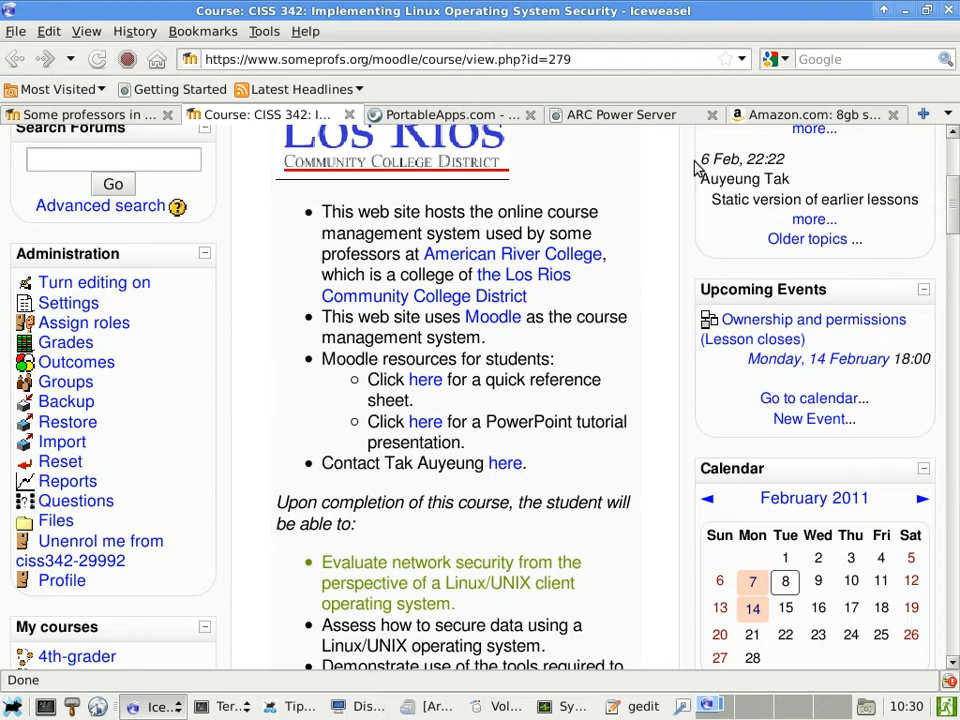 Course: CISS 342: Implementing Linux Operating System Security - Iceweasel
File Edit View History Bookmarks Tools Help
https://www.someprofs.org/moodle/course/view.php?id=279
Google
Most Visited Getting Started Latest Headlines
Some professors in ... Course: CISS 342: I... PortableApps.com - ... ARC Power Server Amazon.com: 8gb s...
Search Forums
Go
Advanced search
Administration
Turn editing on
Settings
Assign roles
Grades
Outcomes
Groups
Backup
Restore
Import
Reset
Reports
Questions
Files
Unenrol me from
ciss342-29992
Profile
My courses
4th-grader
LOS RIOS
COMMUNITY COLLEGE DISTRICT
This web site hosts the online course
management system used by some
professors at American River College,
which is a college of the Los Rios
Community College District
This web site uses Moodle as the course
management system.
Moodle resources for students:
Click here for a quick reference
sheet.
Click here for a PowerPoint tutorial
presentation.
Contact Tak Auyeung here.
Upon completion of this course, the student will
be able to:
Evaluate network security from the
perspective of a Linux/UNIX client
operating system.
Assess how to secure data using a
Linux/UNIX operating system.
Demonstrate use of the tools required to
more...
6 Feb, 22:22
Auyeung Tak
Static version of earlier lessons
more...
Older topics ...
Upcoming Events
Ownership and permissions
(Lesson closes)
Monday, 14 February 18:00
Go to calendar...
New Event...
Calendar
February 2011
Sun Mon Tue Wed Thu Fri Sat
1 2 3 4 5
6 7 8 9 10 11 12
13 14 15 16 17 18 19
20 21 22 23 24 25 26
27 28
Done
Ice... Ter... Tip... Dis... [Ar... Vol... Sy... gedit 10:30